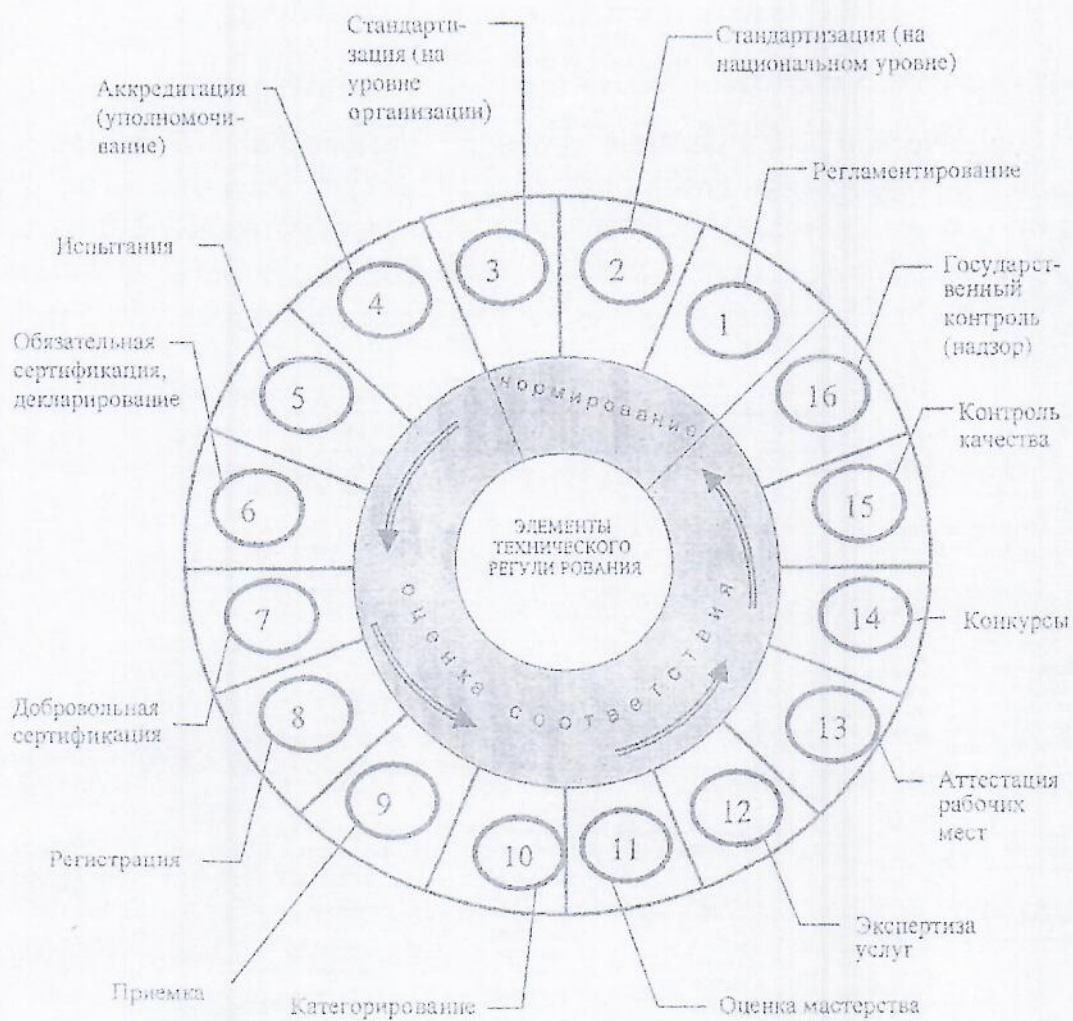 Стандарти-
зация (на
уровне
организации)
Стандартизация (на
национальном уровне)
Аккредитация
(уполномочи-
вание)
Регламентирование
Испытания
Государст-
венный
контроль
(надзор)
Обязательная
сертификация,
декларирование
Контроль
качества
3
2
4
1
5
16
6
15
7
14
8
13
9
12
10
11
нормирование
ЭЛЕМЕНТЫ
ТЕХНИЧЕСКОГО
РЕГУЛИ РОВАНИЯ
оценка соответствия
Конкурсы
Добровольная
сертификация
Аттестация
рабочих
мест
Регистрация
Экспертиза
услуг
Приемка
Категорирование
Оценка мастерства